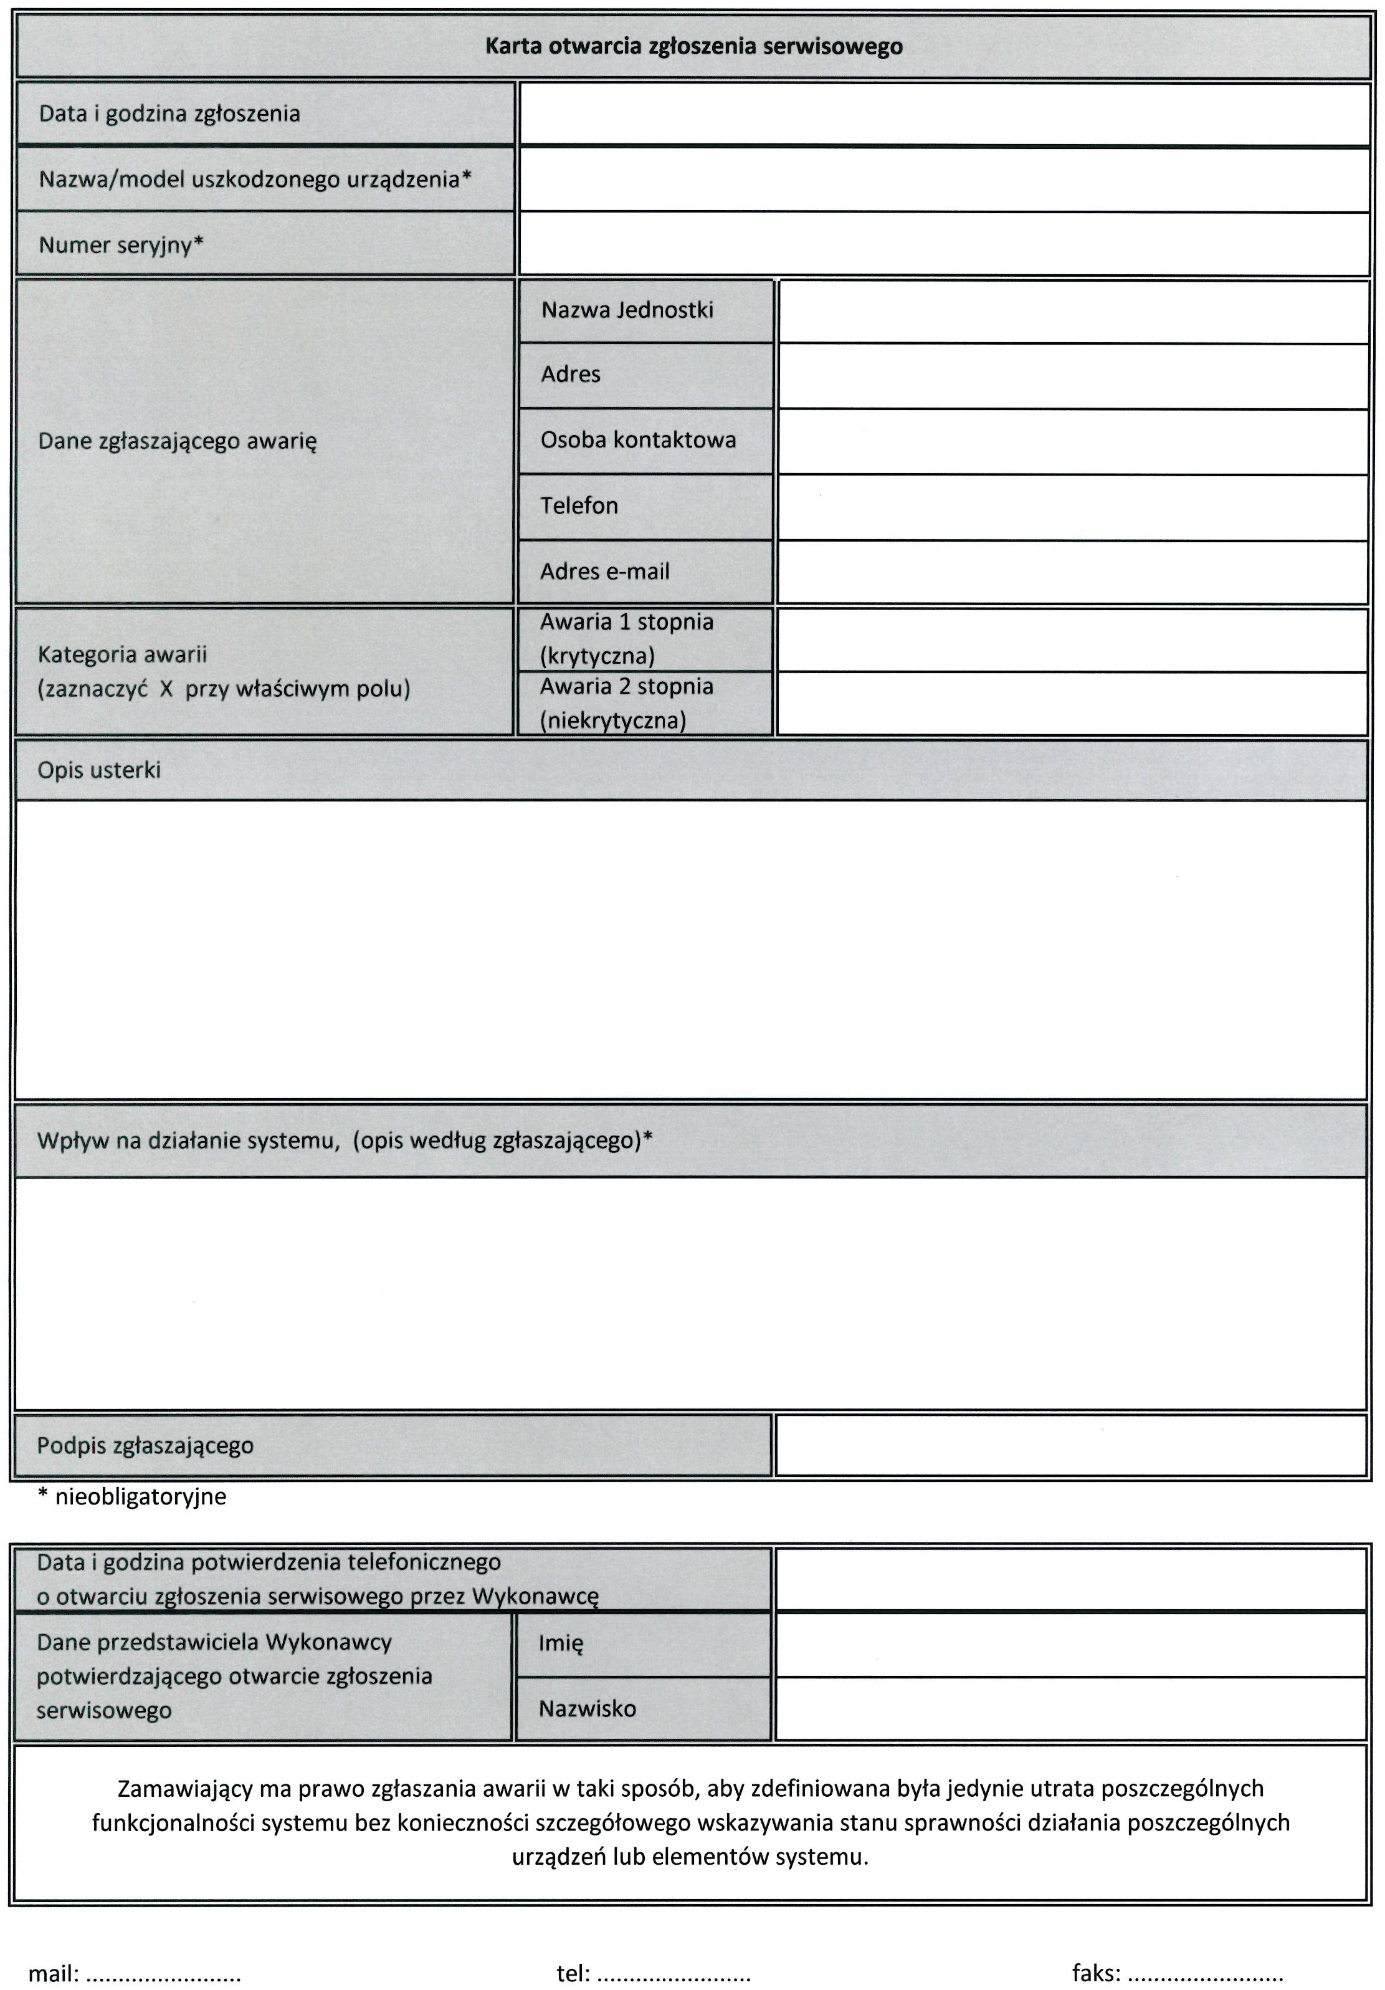 Karta otwarcia zgłoszenia serwisowego
Data i godzina zgłoszenia
Nazwa/model uszkodzonego urządzenia*
Numer seryjny*
Dane zgłaszającego awarię
Nazwa Jednostki
Adres
Osoba kontaktowa
Telefon
Adres e-mail
Kategoria awarii
(zaznaczyć X przy właściwym polu)
Awaria 1 stopnia
(krytyczna)
Awaria 2 stopnia
(niekrytyczna)
Opis usterki
Wpływ na działanie systemu, (opis według zgłaszającego)*
Podpis zgłaszającego
* nieobligatoryjne
Data i godzina potwierdzenia telefonicznego
o otwarciu zgłoszenia serwisowego przez Wykonawcę
Dane przedstawiciela Wykonawcy
potwierdzającego otwarcie zgłoszenia
serwisowego
Imię
Nazwisko
Zamawiający ma prawo zgłaszania awarii w taki sposób, aby zdefiniowana była jedynie utrata poszczególnych
funkcjonalności systemu bez konieczności szczegółowego wskazywania stanu sprawności działania poszczególnych
urządzeń lub elementów systemu.
mail: ........................ tel: ........................ faks: ........................